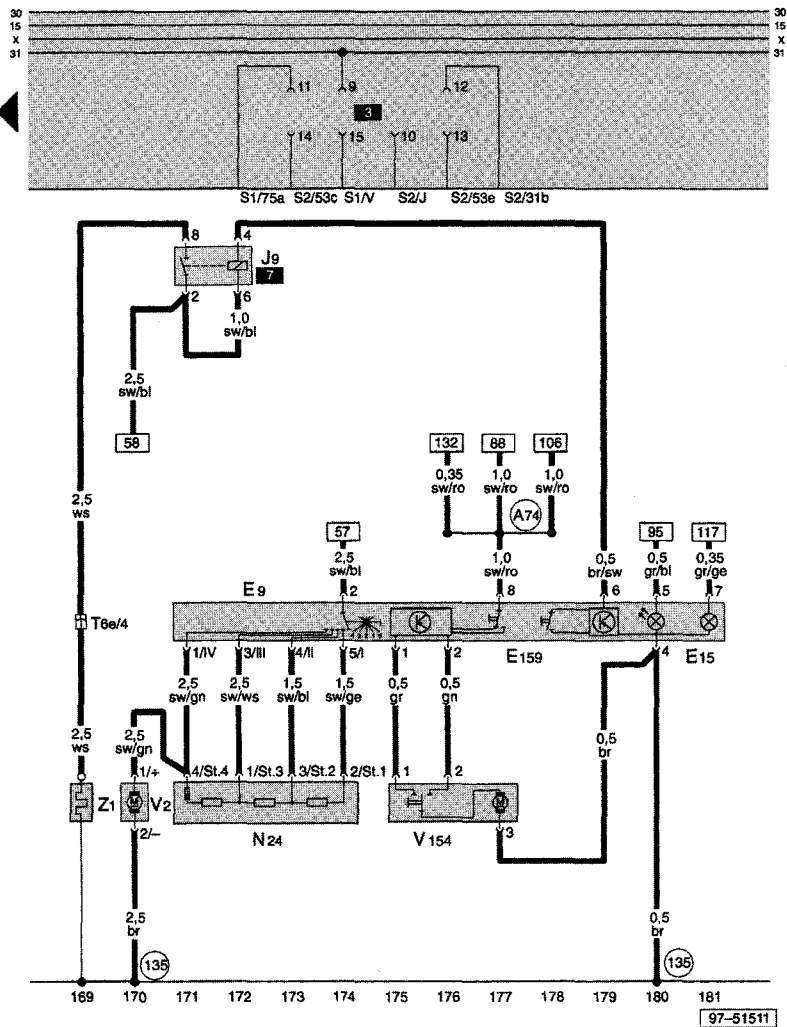 30 30
15 15
X X
31 31
11 9 12
3
14 15 10 13
S1/75a S2/53c S1/V S2/J S2/53e S2/31b
8 4
J9
7
2 6
1,0
sw/bl
2,5
sw/bl
58
132 88 106
0,35 1,0 1,0
sw/ro sw/ro sw/ro
2,5
ws
A74
57 95 117
2,5 1,0 0,5 0,5 0,35
sw/bl sw/ro br/sw gr/bl gr/ge
E9 2 8 6 5 7
T6e/4
K K
1/IV 3/III 4/II 5/I 1 2 E159 4 E15
2,5 2,5 1,5 1,5 0,5 0,5
sw/gn sw/ws sw/bl sw/ge gr gn
2,5 2,5 0,5
ws sw/gn br
1/+ 4/St.4 1/St.3 3/St.2 2/St.1 1 2
Z1 M V2 M
2/– N24 V154 3
2,5 0,5
br br
135 135
169 170 171 172 173 174 175 176 177 178 179 180 181
97–51511